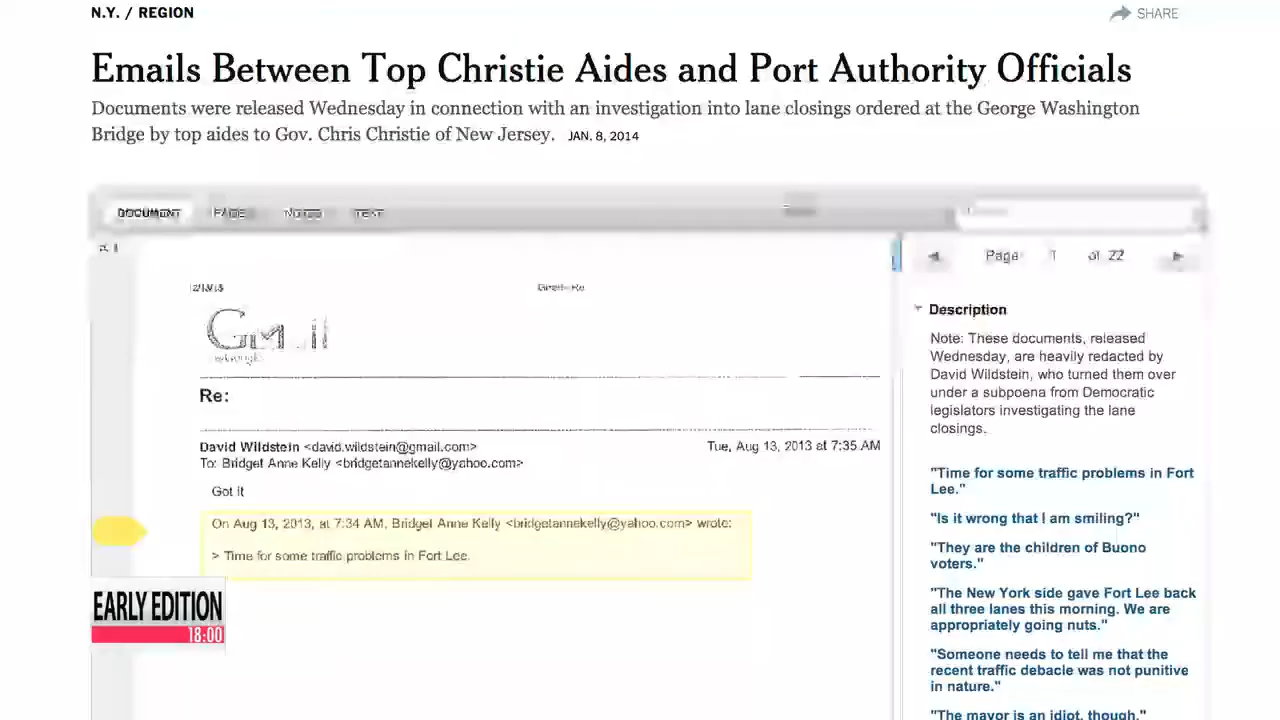 N.Y. / REGION
SHARE
Emails Between Top Christie Aides and Port Authority Officials
Documents were released Wednesday in connection with an investigation into lane closings ordered at the George Washington
Bridge by top aides to Gov. Chris Christie of New Jersey. JAN. 8, 2014
DOCUMENT PAGES NOTES TEXT
Page 1 of 22
Gmail
Re:
David Wildstein <david.wildstein@gmail.com> Tue, Aug 13, 2013 at 7:35 AM
To: Bridget Anne Kelly <bridgetannekelly@yahoo.com>
Got it
On Aug 13, 2013, at 7:34 AM, Bridget Anne Kelly <bridgetannekelly@yahoo.com> wrote:
> Time for some traffic problems in Fort Lee.
EARLY EDITION
18:00
Description
Note: These documents, released
Wednesday, are heavily redacted by
David Wildstein, who turned them over
under a subpoena from Democratic
legislators investigating the lane
closings.
"Time for some traffic problems in Fort
Lee."
"Is it wrong that I am smiling?"
"They are the children of Buono
voters."
"The New York side gave Fort Lee back
all three lanes this morning. We are
appropriately going nuts."
"Someone needs to tell me that the
recent traffic debacle was not punitive
in nature."
"The mayor is an idiot, though."